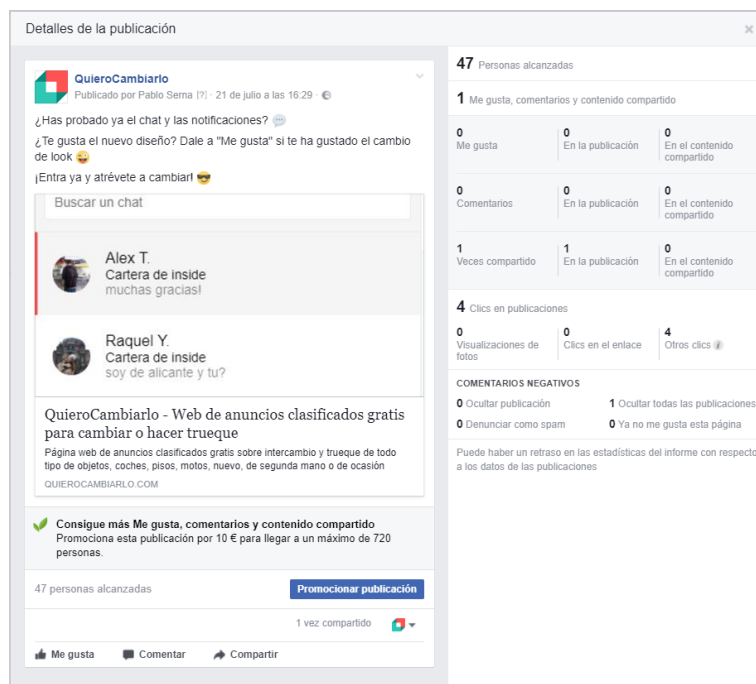 Detalles de la publicación
QuieroCambiarlo
Publicado por Pablo Serna [?] · 21 de julio a las 16:29 ·
¿Has probado ya el chat y las notificaciones?
¿Te gusta el nuevo diseño? Dale a "Me gusta" si te ha gustado el cambio
de look
¡Entra ya y atrévete a cambiar!
Buscar un chat
Alex T.
Cartera de inside
muchas gracias!
Raquel Y.
Cartera de inside
soy de alicante y tu?
QuieroCambiarlo - Web de anuncios clasificados gratis
para cambiar o hacer trueque
Página web de anuncios clasificados gratis sobre intercambio y trueque de todo
tipo de objetos, coches, pisos, motos, nuevo, de segunda mano o de ocasión
QUIEROCAMBIARLO.COM
Consigue más Me gusta, comentarios y contenido compartido
Promociona esta publicación por 10 € para llegar a un máximo de 720
personas.
47 personas alcanzadas
Promocionar publicación
1 vez compartido
Me gusta Comentar Compartir
47 Personas alcanzadas
1 Me gusta, comentarios y contenido compartido
0 0 0
Me gusta En la publicación En el contenido
compartido
0 0 0
Comentarios En la publicación En el contenido
compartido
1 1 0
Veces compartido En la publicación En el contenido
compartido
4 Clics en publicaciones
0 0 4
Visualizaciones de Clics en el enlace Otros clics i
fotos
COMENTARIOS NEGATIVOS
0 Ocultar publicación 1 Ocultar todas las publicaciones
0 Denunciar como spam 0 Ya no me gusta esta página
Puede haber un retraso en las estadísticas del informe con respecto
a los datos de las publicaciones